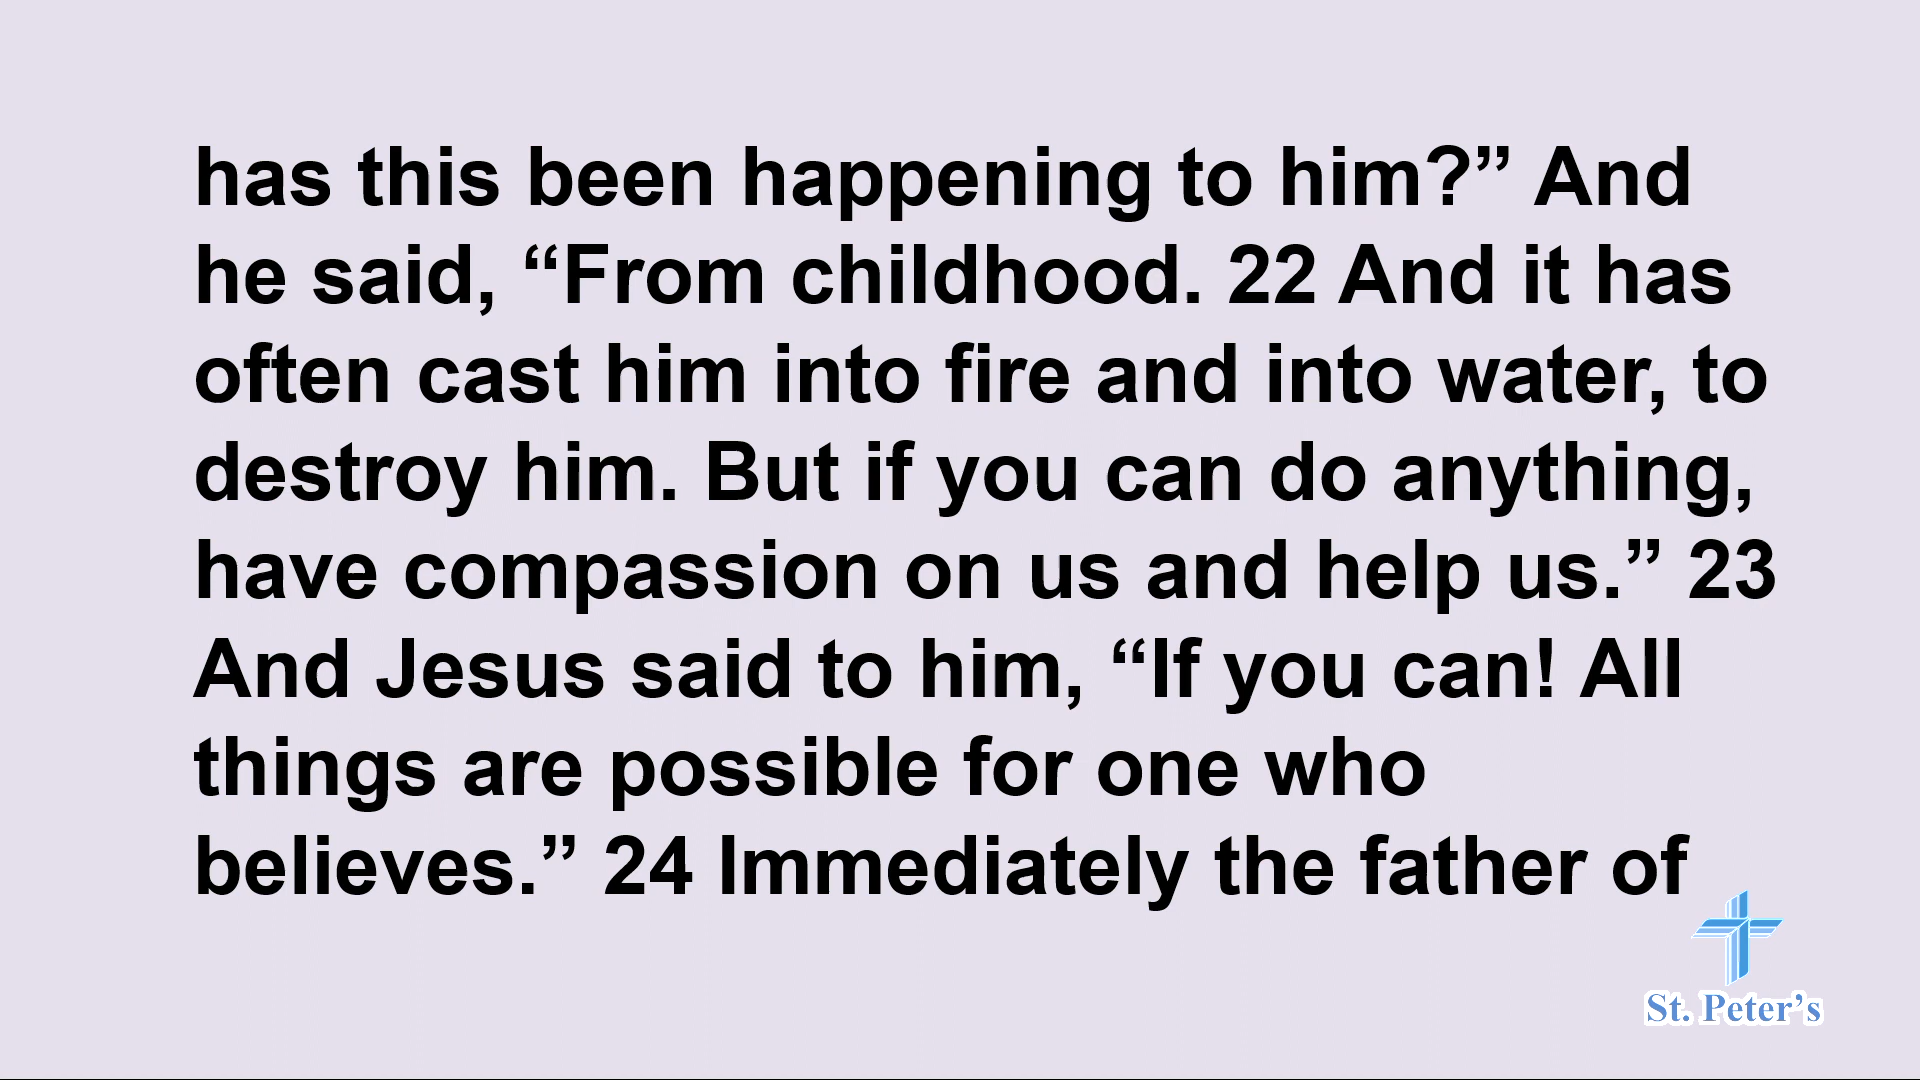 has this been happening to him?” And
he said, “From childhood. 22 And it has
often cast him into fire and into water, to
destroy him. But if you can do anything,
have compassion on us and help us.” 23
And Jesus said to him, “If you can! All
things are possible for one who
believes.” 24 Immediately the father of
St. Peter’s